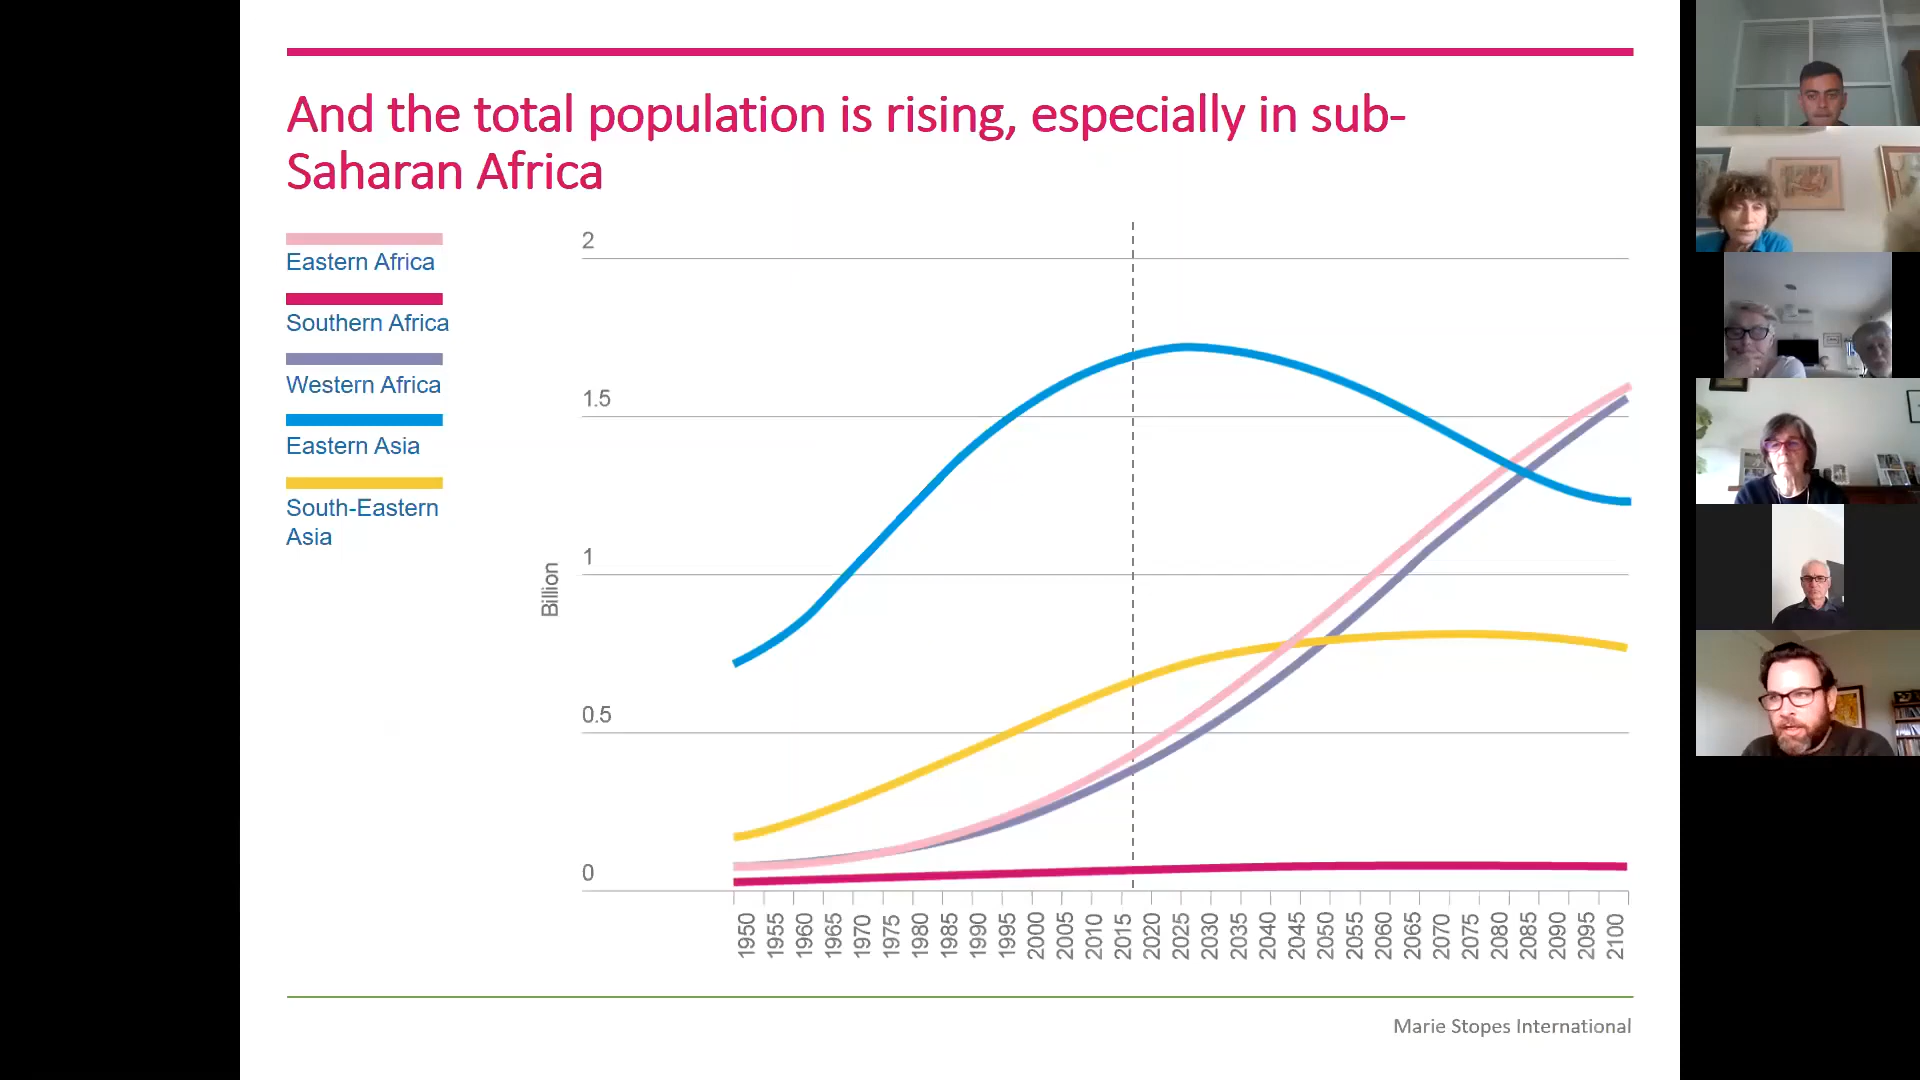 And the total population is rising, especially in sub-
Saharan Africa
Eastern Africa
Southern Africa
Western Africa
Eastern Asia
South-Eastern
Asia
Billion
2
1.5
1
0.5
0
1950 1955 1960 1965 1970 1975 1980 1985 1990 1995 2000 2005 2010 2015 2020 2025 2030 2035 2040 2045 2050 2055 2060 2065 2070 2075 2080 2085 2090 2095 2100
Marie Stopes International